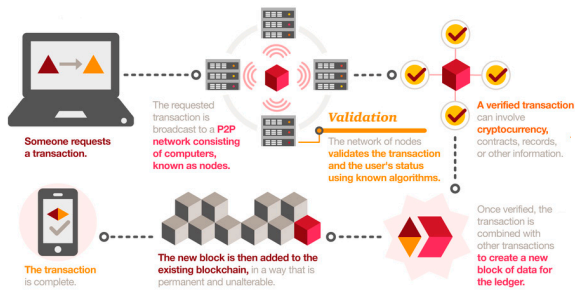 Someone requests
a transaction.
The requested
transaction is
broadcast to a P2P
network consisting
of computers,
known as nodes.
Validation
The network of nodes
validates the transaction
and the user's status
using known algorithms.
A verified transaction
can involve
cryptocurrency,
contracts, records,
or other information.
Once verified, the
transaction is
combined with
other transactions
to create a new
block of data for
the ledger.
The new block is then added to the
existing blockchain, in a way that is
permanent and unalterable.
The transaction
is complete.